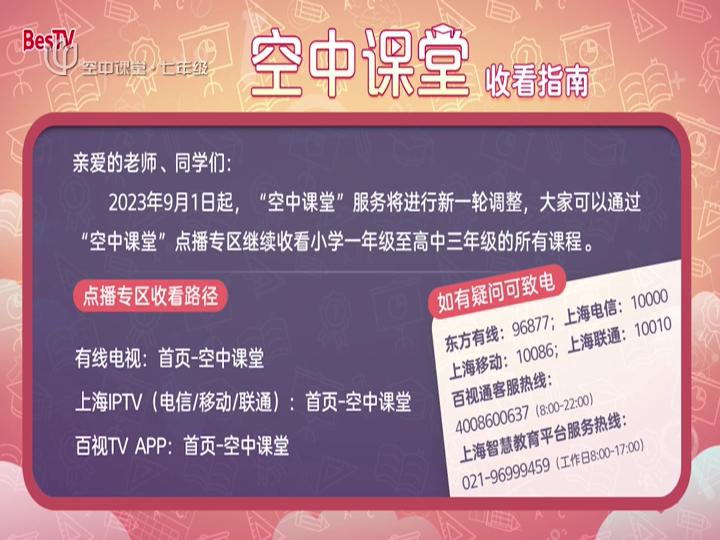 BesTV
空中课堂·七年级
空中课堂 收看指南
亲爱的老师、同学们：
2023年9月1日起，“空中课堂”服务将进行新一轮调整，大家可以通过
“空中课堂”点播专区继续收看小学一年级至高中三年级的所有课程。
点播专区收看路径
有线电视：首页-空中课堂
上海IPTV（电信/移动/联通）：首页-空中课堂
百视TV APP：首页-空中课堂
如有疑问可致电
东方有线：96877；上海电信：10000
上海移动：10086；上海联通：10010
百视通客服热线：
4008600637（8:00-22:00）
上海智慧教育平台服务热线：
021-96999459（工作日8:00-17:00）